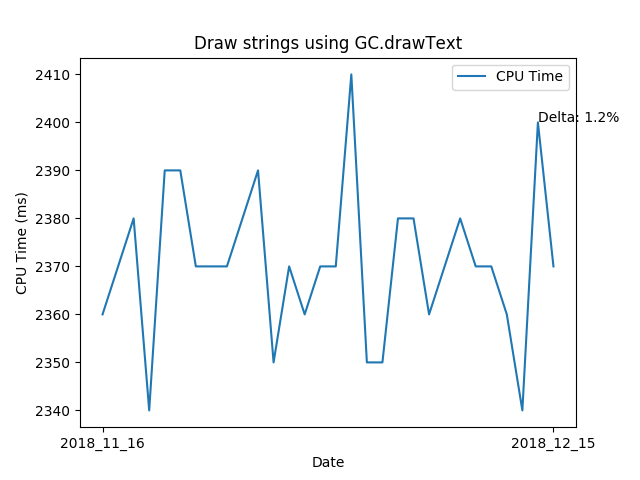 Draw strings using GC.drawText
CPU Time
Delta: 1.2%
2410
2400
2390
2380
2370
2360
2350
2340
CPU Time (ms)
2018_11_16
2018_12_15
Date